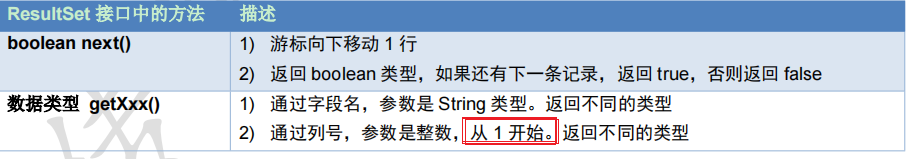 ResultSet 接口中的方法 描述
boolean next() 1) 游标向下移动 1 行
2) 返回 boolean 类型，如果还有下一条记录，返回 true，否则返回 false
数据类型 getXxx() 1) 通过字段名，参数是 String 类型。返回不同的类型
2) 通过列号，参数是整数，从 1 开始。返回不同的类型